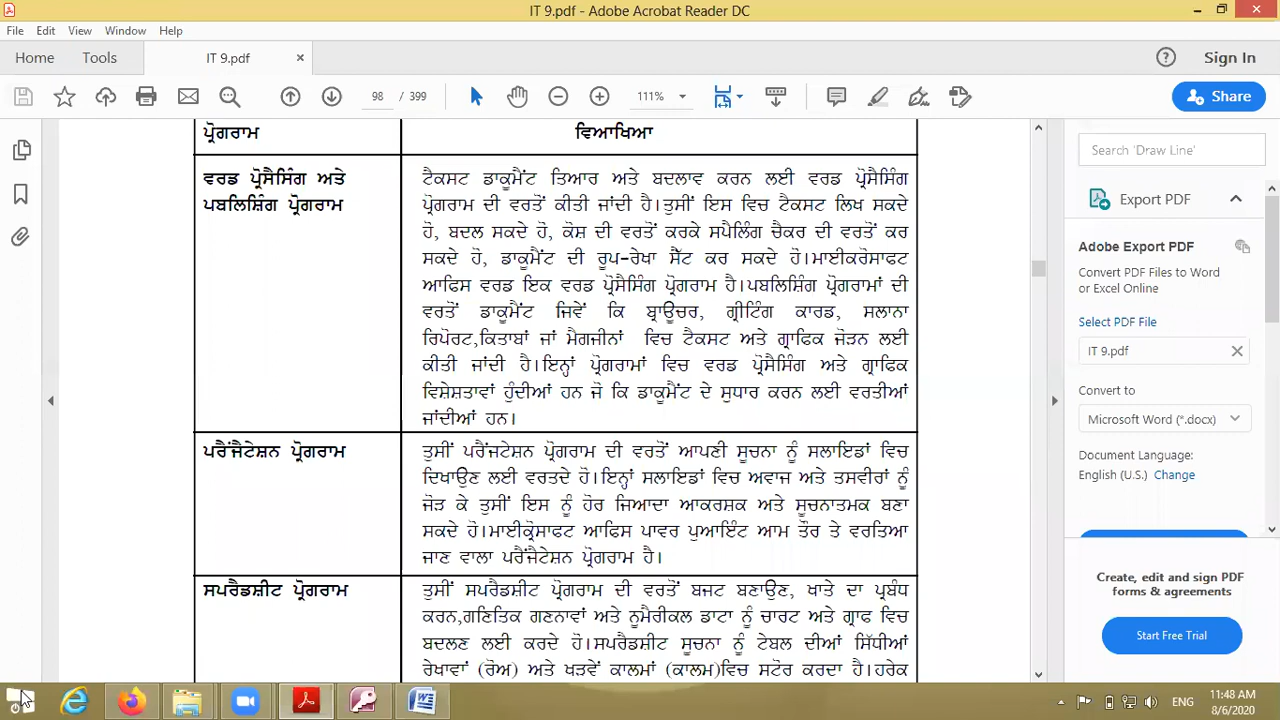 IT 9.pdf - Adobe Acrobat Reader DC
File Edit View Window Help
Home Tools IT 9.pdf × Sign In
98 / 399 111% Share
ਪ੍ਰੋਗਰਾਮ ਵਿਆਖਿਆ
ਵਰਡ ਪ੍ਰੋਸੈਸਿੰਗ ਅਤੇ
ਪਬਲਿਸ਼ਿੰਗ ਪ੍ਰੋਗਰਾਮ
ਟੈਕਸਟ ਡਾਕੂਮੈਂਟ ਤਿਆਰ ਅਤੇ ਬਦਲਾਵ ਕਰਨ ਲਈ ਵਰਡ ਪ੍ਰੋਸੈਸਿੰਗ
ਪ੍ਰੋਗਰਾਮ ਦੀ ਵਰਤੋਂ ਕੀਤੀ ਜਾਂਦੀ ਹੈ।ਤੁਸੀਂ ਇਸ ਵਿਚ ਟੈਕਸਟ ਲਿਖ ਸਕਦੇ
ਹੋ, ਬਦਲ ਸਕਦੇ ਹੋ, ਕੋਸ਼ ਦੀ ਵਰਤੋਂ ਕਰਕੇ ਸਪੈਲਿੰਗ ਚੈਕਰ ਦੀ ਵਰਤੋਂ ਕਰ
ਸਕਦੇ ਹੋ, ਡਾਕੂਮੈਂਟ ਦੀ ਰੂਪ-ਰੇਖਾ ਸੈੱਟ ਕਰ ਸਕਦੇ ਹੋ।ਮਾਈਕਰੋਸਾਫਟ
ਆਫਿਸ ਵਰਡ ਇਕ ਵਰਡ ਪ੍ਰੋਸੈਸਿੰਗ ਪ੍ਰੋਗਰਾਮ ਹੈ।ਪਬਲਿਸ਼ਿੰਗ ਪ੍ਰੋਗਰਾਮਾਂ ਦੀ
ਵਰਤੋਂ ਡਾਕੂਮੈਂਟ ਜਿਵੇਂ ਕਿ ਬ੍ਰਾਊਚਰ, ਗ੍ਰੀਟਿੰਗ ਕਾਰਡ, ਸਲਾਨਾ
ਰਿਪੋਰਟ,ਕਿਤਾਬਾਂ ਜਾਂ ਮੈਗਜੀਨਾਂ ਵਿਚ ਟੈਕਸਟ ਅਤੇ ਗ੍ਰਾਫਿਕ ਜੋੜਨ ਲਈ
ਕੀਤੀ ਜਾਂਦੀ ਹੈ।ਇਨ੍ਹਾਂ ਪ੍ਰੋਗਰਾਮਾਂ ਵਿਚ ਵਰਡ ਪ੍ਰੋਸੈਸਿੰਗ ਅਤੇ ਗ੍ਰਾਫਿਕ
ਵਿਸ਼ੇਸ਼ਤਾਵਾਂ ਹੁੰਦੀਆਂ ਹਨ ਜੋ ਕਿ ਡਾਕੂਮੈਂਟ ਦੇ ਸੁਧਾਰ ਕਰਨ ਲਈ ਵਰਤੀਆਂ
ਜਾਂਦੀਆਂ ਹਨ।
ਪਰੈਜੈਂਟੇਸ਼ਨ ਪ੍ਰੋਗਰਾਮ
ਤੁਸੀਂ ਪਰੈਜੈਂਟੇਸ਼ਨ ਪ੍ਰੋਗਰਾਮ ਦੀ ਵਰਤੋਂ ਆਪਣੀ ਸੂਚਨਾ ਨੂੰ ਸਲਾਇਡਾਂ ਵਿਚ
ਦਿਖਾਉਣ ਲਈ ਵਰਤਦੇ ਹੋ।ਇਨ੍ਹਾਂ ਸਲਾਇਡਾਂ ਵਿਚ ਅਵਾਜ ਅਤੇ ਤਸਵੀਰਾਂ ਨੂੰ
ਜੋੜ ਕੇ ਤੁਸੀਂ ਇਸ ਨੂੰ ਹੋਰ ਜਿਆਦਾ ਆਕਰਸ਼ਕ ਅਤੇ ਸੂਚਨਾਤਮਕ ਬਣਾ
ਸਕਦੇ ਹੋ।ਮਾਈਕ੍ਰੋਸਾਫਟ ਆਫਿਸ ਪਾਵਰ ਪੁਆਇੰਟ ਆਮ ਤੌਰ ਤੇ ਵਰਤਿਆ
ਜਾਣ ਵਾਲਾ ਪਰੈਜੈਂਟੇਸ਼ਨ ਪ੍ਰੋਗਰਾਮ ਹੈ।
ਸਪਰੈਡਸ਼ੀਟ ਪ੍ਰੋਗਰਾਮ
ਤੁਸੀਂ ਸਪਰੈਡਸ਼ੀਟ ਪ੍ਰੋਗਰਾਮ ਦੀ ਵਰਤੋਂ ਬਜਟ ਬਣਾਉਣ, ਖਾਤੇ ਦਾ ਪ੍ਰਬੰਧ
ਕਰਨ,ਗਣਿਤਿਕ ਗਣਨਾਵਾਂ ਅਤੇ ਨੂਮੈਰੀਕਲ ਡਾਟਾ ਨੂੰ ਚਾਰਟ ਅਤੇ ਗ੍ਰਾਫ ਵਿਚ
ਬਦਲਣ ਲਈ ਕਰਦੇ ਹੋ।ਸਪਰੈਡਸ਼ੀਟ ਸੂਚਨਾ ਨੂੰ ਟੇਬਲ ਦੀਆਂ ਸਿੱਧੀਆਂ
ਰੇਖਾਵਾਂ (ਰੋਅ) ਅਤੇ ਖੜਵੇਂ ਕਾਲਮਾਂ (ਕਾਲਮ)ਵਿਚ ਸਟੋਰ ਕਰਦਾ ਹੈ।ਹਰੇਕ
Search 'Draw Line'
Export PDF
Adobe Export PDF
Convert PDF Files to Word
or Excel Online
Select PDF File
IT 9.pdf
Convert to
Microsoft Word (*.docx)
Document Language:
English (U.S.) Change
Create, edit and sign PDF
forms & agreements
Start Free Trial
ENG
11:48 AM
8/6/2020